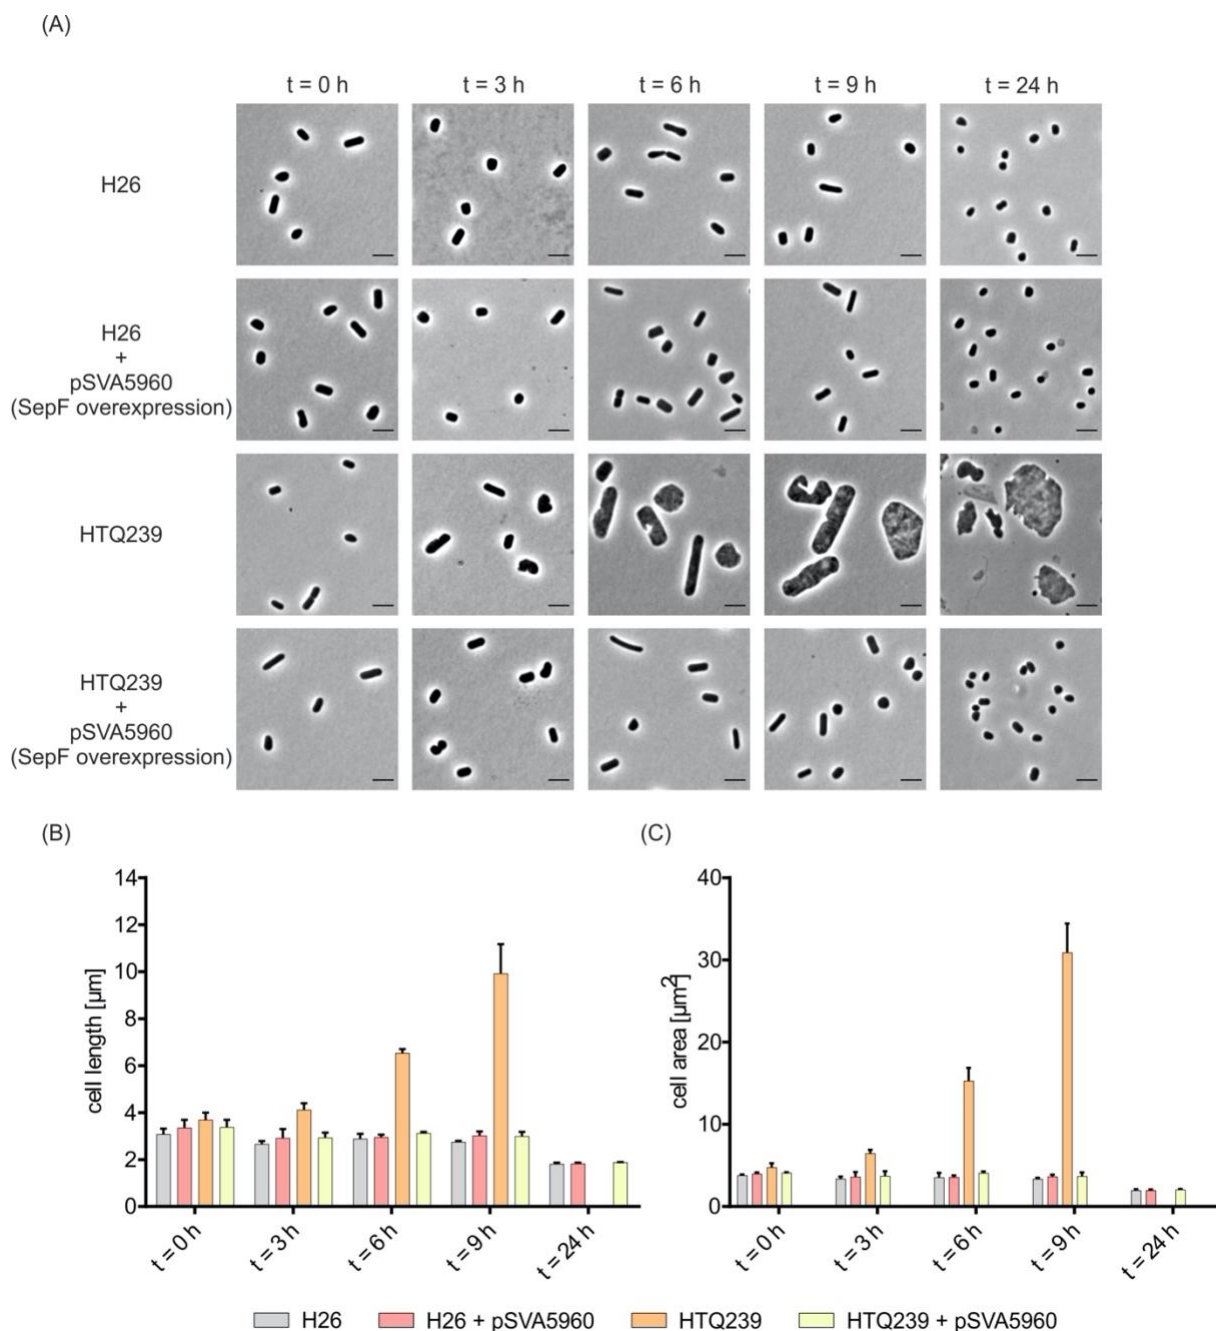 (A)
t = 0 h
t = 3 h
t = 6 h
t = 9 h
t = 24 h
H26
H26
+
pSVA5960
(SepF overexpression)
HTQ239
HTQ239
+
pSVA5960
(SepF overexpression)
(B)
14
12
10
8
6
4
2
0
cell length [µm]
t = 0 h
t = 3 h
t = 6 h
t = 9 h
t = 24 h
(C)
40
30
20
10
0
cell area [µm²]
t = 0 h
t = 3 h
t = 6 h
t = 9 h
t = 24 h
H26
H26 + pSVA5960
HTQ239
HTQ239 + pSVA5960